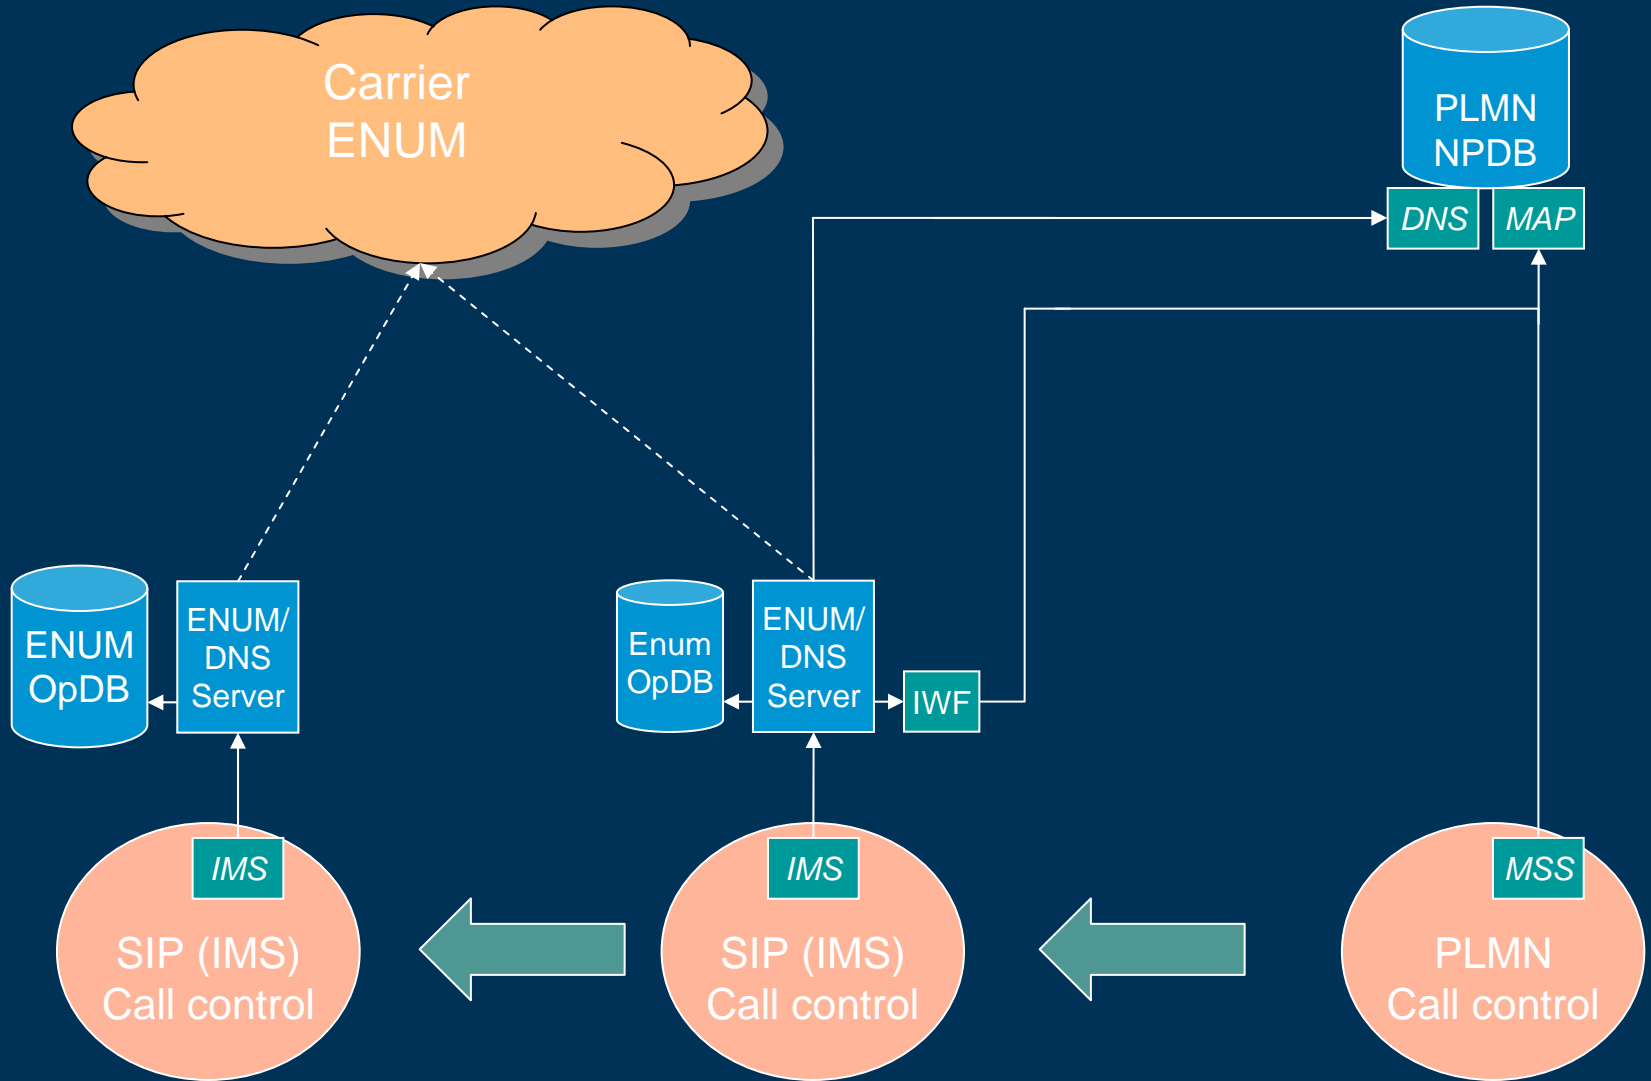 Carrier
ENUM
PLMN
NPDB
DNS
MAP
ENUM
OpDB
ENUM/
DNS
Server
Enum
OpDB
ENUM/
DNS
Server
IWF
IMS
SIP (IMS)
Call control
IMS
SIP (IMS)
Call control
MSS
PLMN
Call control